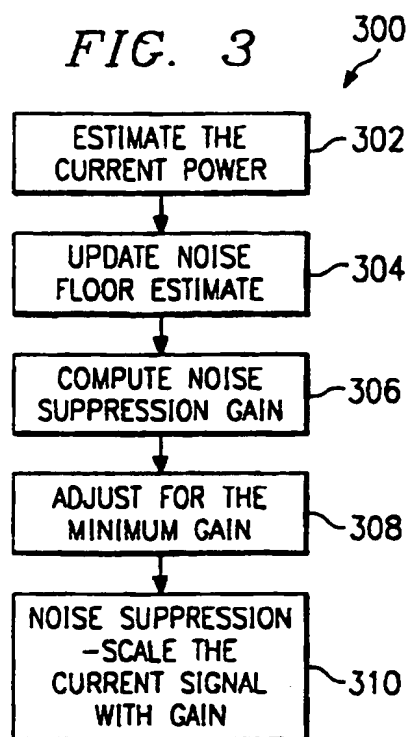 FIG. 3
300
ESTIMATE THE
CURRENT POWER
302
UPDATE NOISE
FLOOR ESTIMATE
304
COMPUTE NOISE
SUPPRESSION GAIN
306
ADJUST FOR THE
MINIMUM GAIN
308
NOISE SUPPRESSION
-SCALE THE
CURRENT SIGNAL
WITH GAIN
310